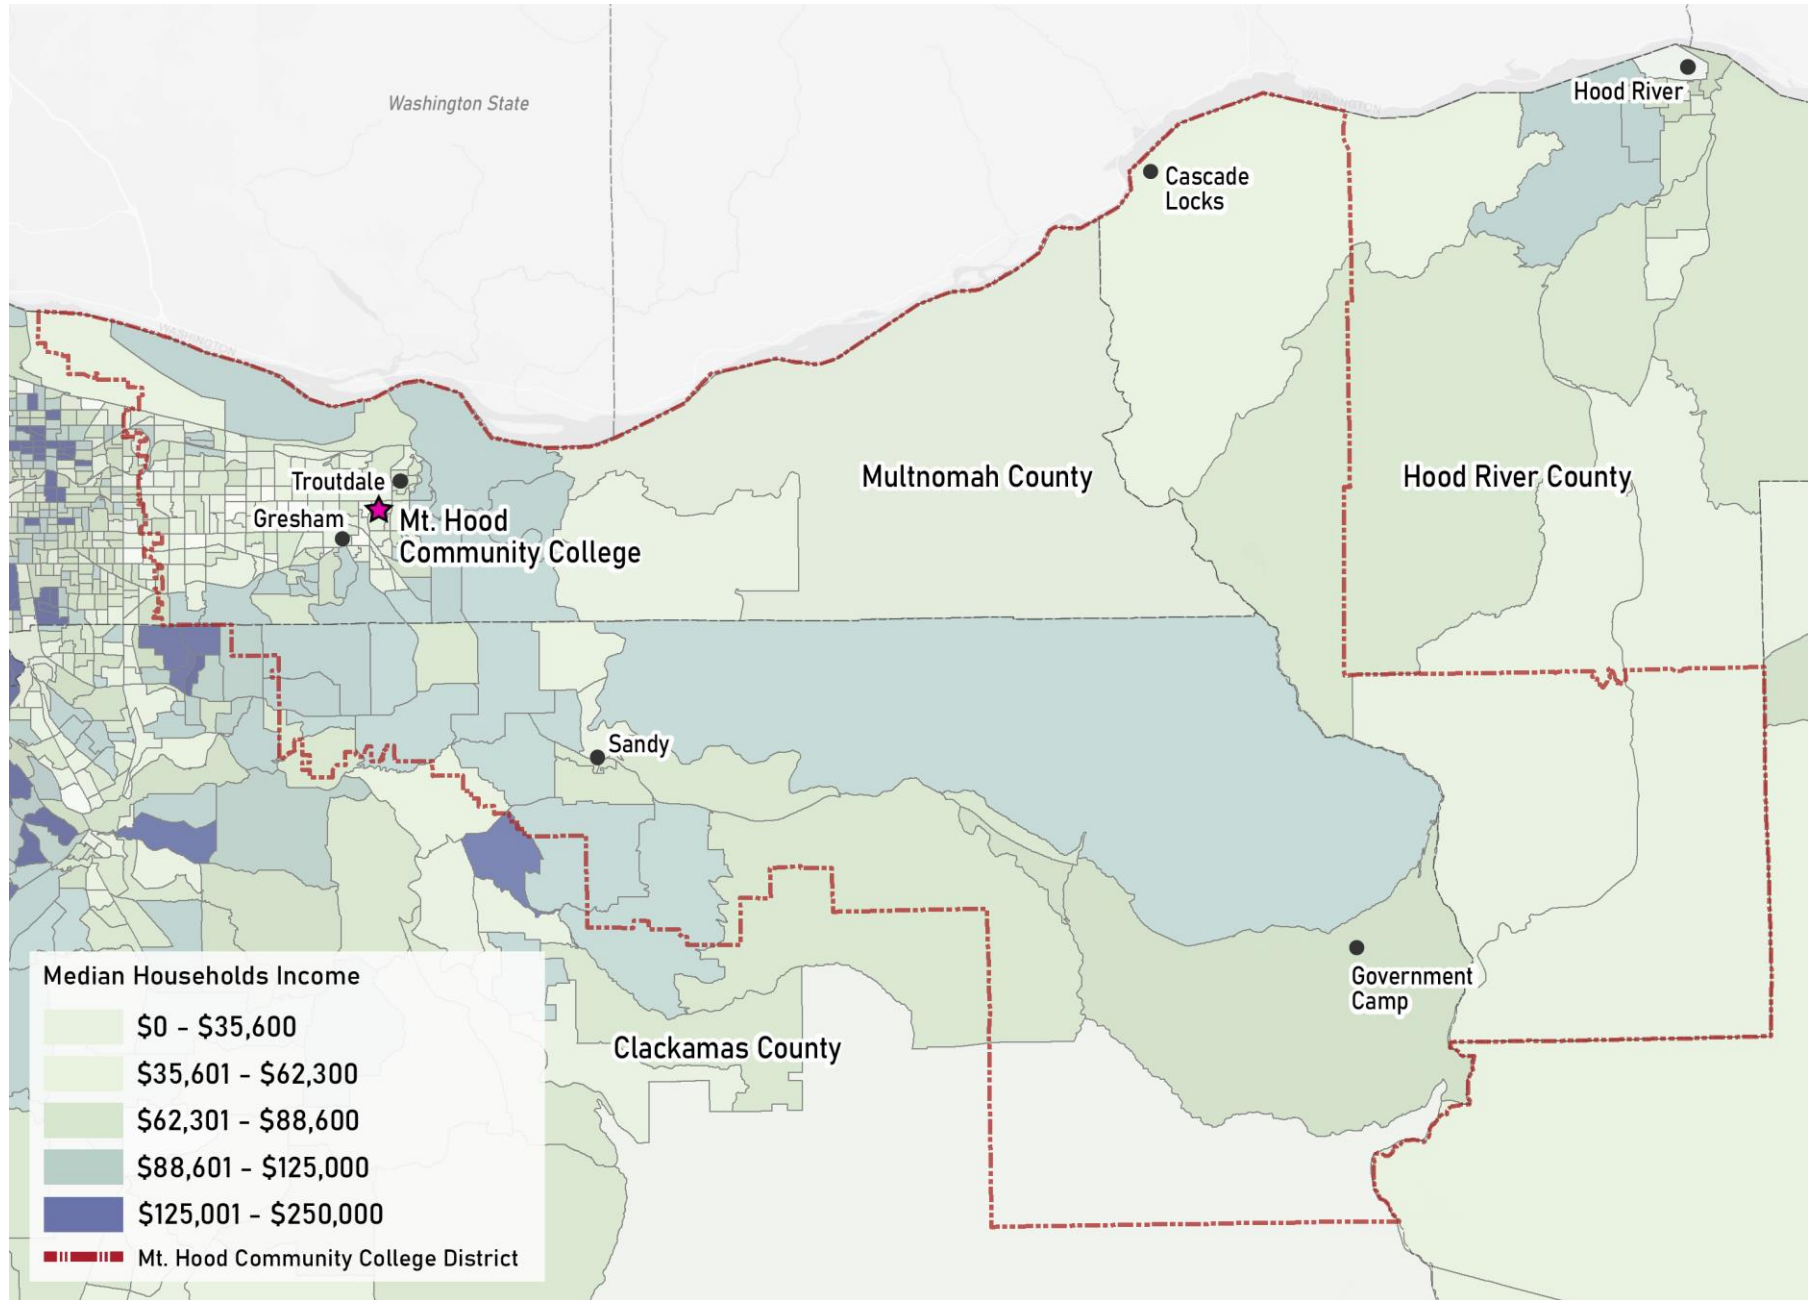 Washington State
Hood River
WASHINGTON
Cascade
Locks
WASHINGTON
Multnomah County
Hood River County
Troutdale
Gresham
Mt. Hood
Community College
Sandy
Government
Camp
Clackamas County
Median Households Income
$0 - $35,600
$35,601 - $62,300
$62,301 - $88,600
$88,601 - $125,000
$125,001 - $250,000
Mt. Hood Community College District